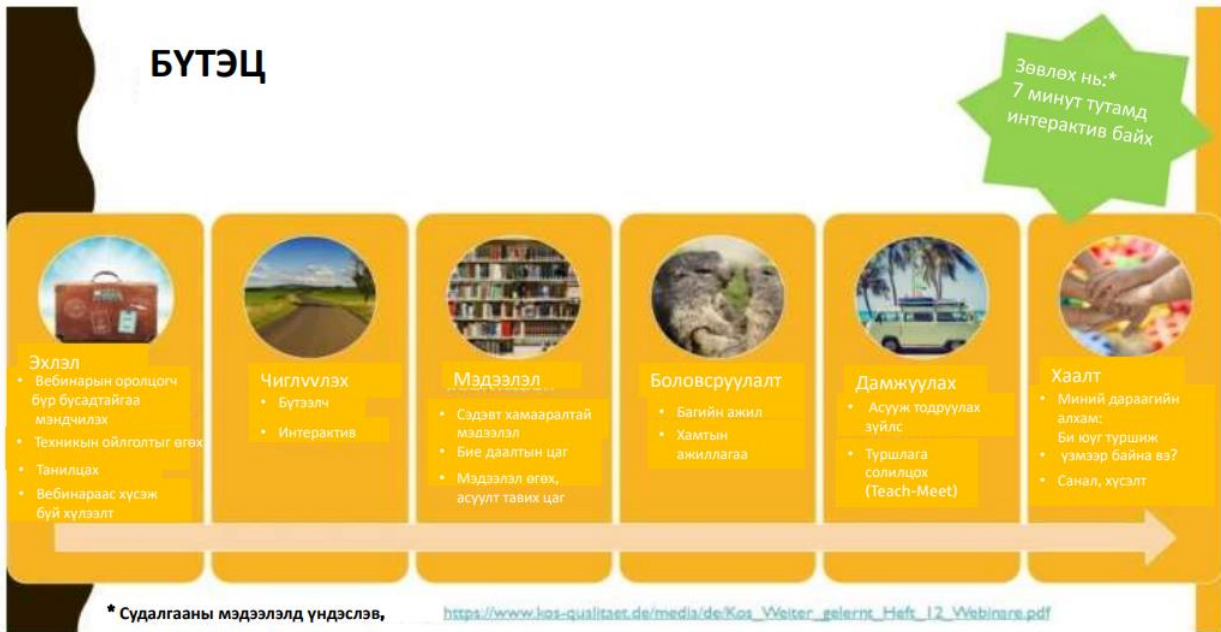 БҮТЭЦ
Зөвлөх нь:*
7 минут тутамд
интерактив байх
Эхлэл
• Вебинарын оролцогч
бүр бусадтайгаа
мэндчилэх
• Техникын ойлголтыг өгөх
• Танилцах
• Вебинараас хүсэж
буй хүлээлт
Чиглүүлэх
• Бүтээлч
• Интерактив
Мэдээлэл
• Сэдэвт хамааралтай
мэдээлэл
• Бие даалтын цаг
• Мэдээлэл өгөх,
асуулт тавих цаг
Боловсруулалт
• Багийн ажил
• Хамтын
ажиллагаа
Дамжуулах
• Асууж тодруулах
зүйлс
• Туршлага
солилцох
(Teach-Meet)
Хаалт
• Миний дараагийн
алхам:
Би юуг туршиж
• үзмээр байна вэ?
• Санал, хүсэлт
* Судалгааны мэдээлэлд үндэслэв, https://www.kos-qualitaet.de/media/de/Kos_Weiter_gelernt_Heft_12_Webinare.pdf